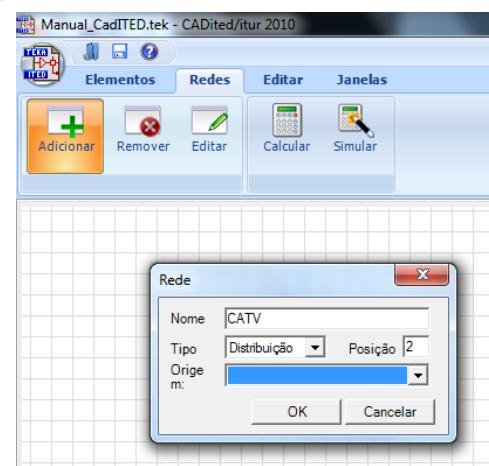 Manual_CadITED.tek - CADited/itur 2010
TEKA
ITED
Elementos Redes Editar Janelas
Adicionar Remover Editar Calcular Simular
Rede
Nome CATV
Tipo Distribuição Posição 2
Orige
m:
OK Cancelar